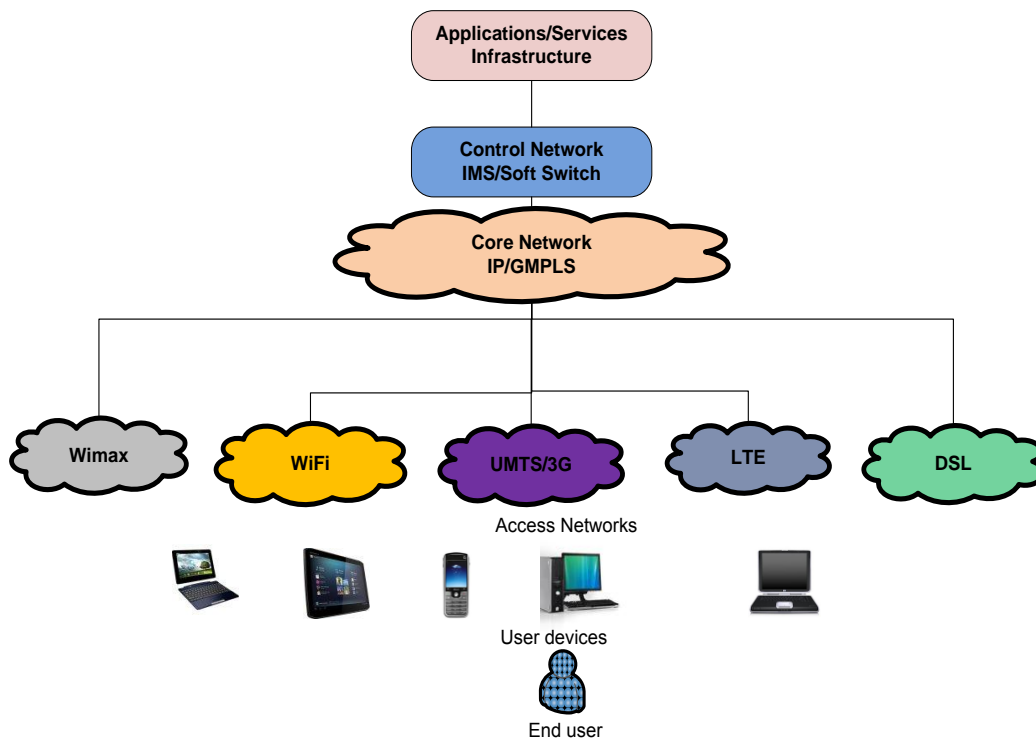 Applications/Services
Infrastructure
Control Network
IMS/Soft Switch
Core Network
IP/GMPLS
Wimax
WiFi
UMTS/3G
LTE
DSL
Access Networks
User devices
End user